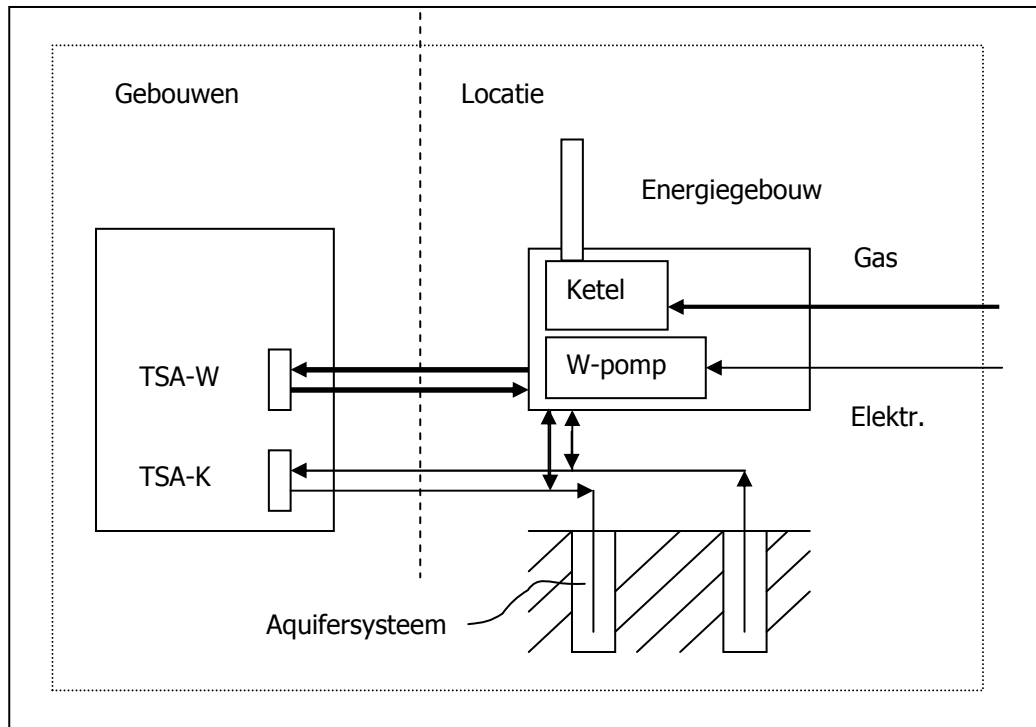 Gebouwen
Locatie
Energiegebouw
Gas
Ketel
W-pomp
TSA-W
Elektr.
TSA-K
Aquifersysteem